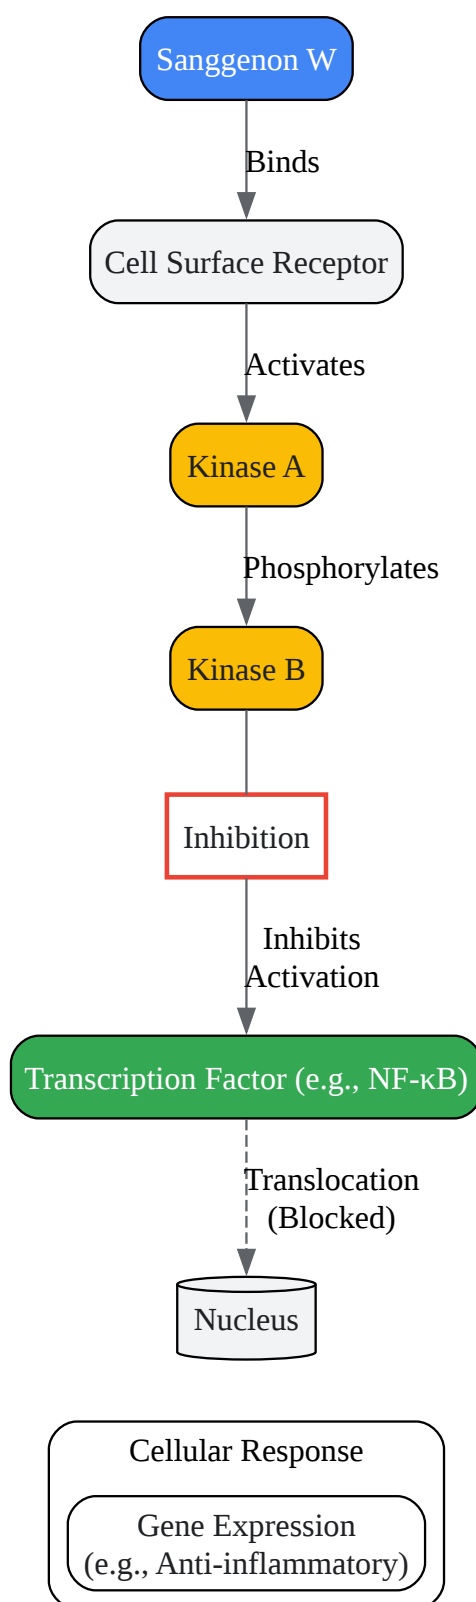 Sanggenon W
Binds
Cell Surface Receptor
Activates
Kinase A
Phosphorylates
Kinase B
Inhibition
Inhibits
Activation
Transcription Factor (e.g., NF-κB)
Translocation
(Blocked)
Nucleus
Cellular Response
Gene Expression
(e.g., Anti-inflammatory)